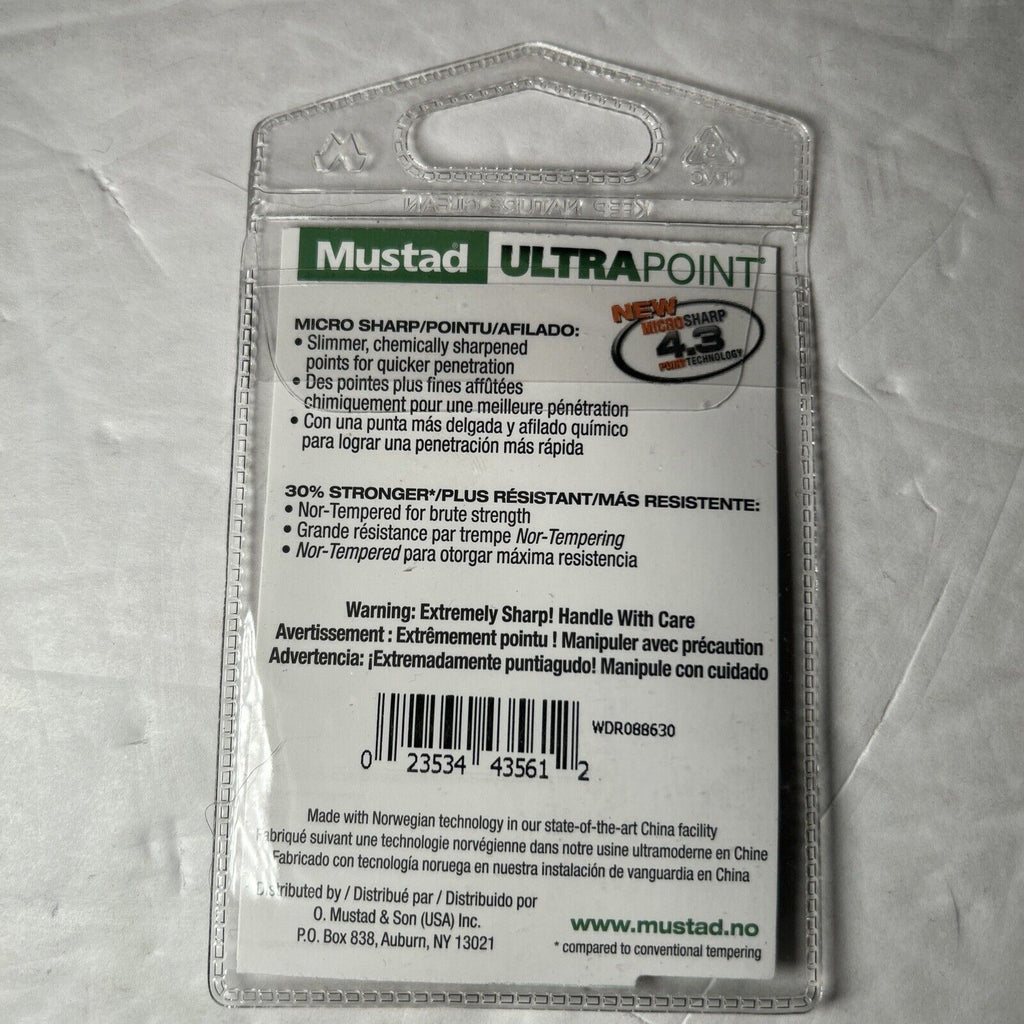 KEEP NATURE CLEAN
PVC
Mustad ULTRAPOINT®
NEW
MICRO SHARP
4.3
POINT TECHNOLOGY
MICRO SHARP/POINTU/AFILADO:
• Slimmer, chemically sharpened
points for quicker penetration
• Des pointes plus fines affûtées
chimiquement pour une meilleure pénétration
• Con una punta más delgada y afilado químico
para lograr una penetración más rápida
30% STRONGER*/PLUS RÉSISTANT/MÁS RESISTENTE:
• Nor-Tempered for brute strength
• Grande résistance par trempe Nor-Tempering
• Nor-Tempered para otorgar máxima resistencia
Warning: Extremely Sharp! Handle With Care
Avertissement : Extrêmement pointu ! Manipuler avec précaution
Advertencia: ¡Extremadamente puntiagudo! Manipule con cuidado
WDR088630
0 23534 43561 2
Made with Norwegian technology in our state-of-the-art China facility
Fabriqué suivant une technologie norvégienne dans notre usine ultramoderne en Chine
Fabricado con tecnología noruega en nuestra instalación de vanguardia en China
Distributed by / Distribué par / Distribuido por
O. Mustad & Son (USA) Inc.
P.O. Box 838, Auburn, NY 13021
www.mustad.no
* compared to conventional tempering